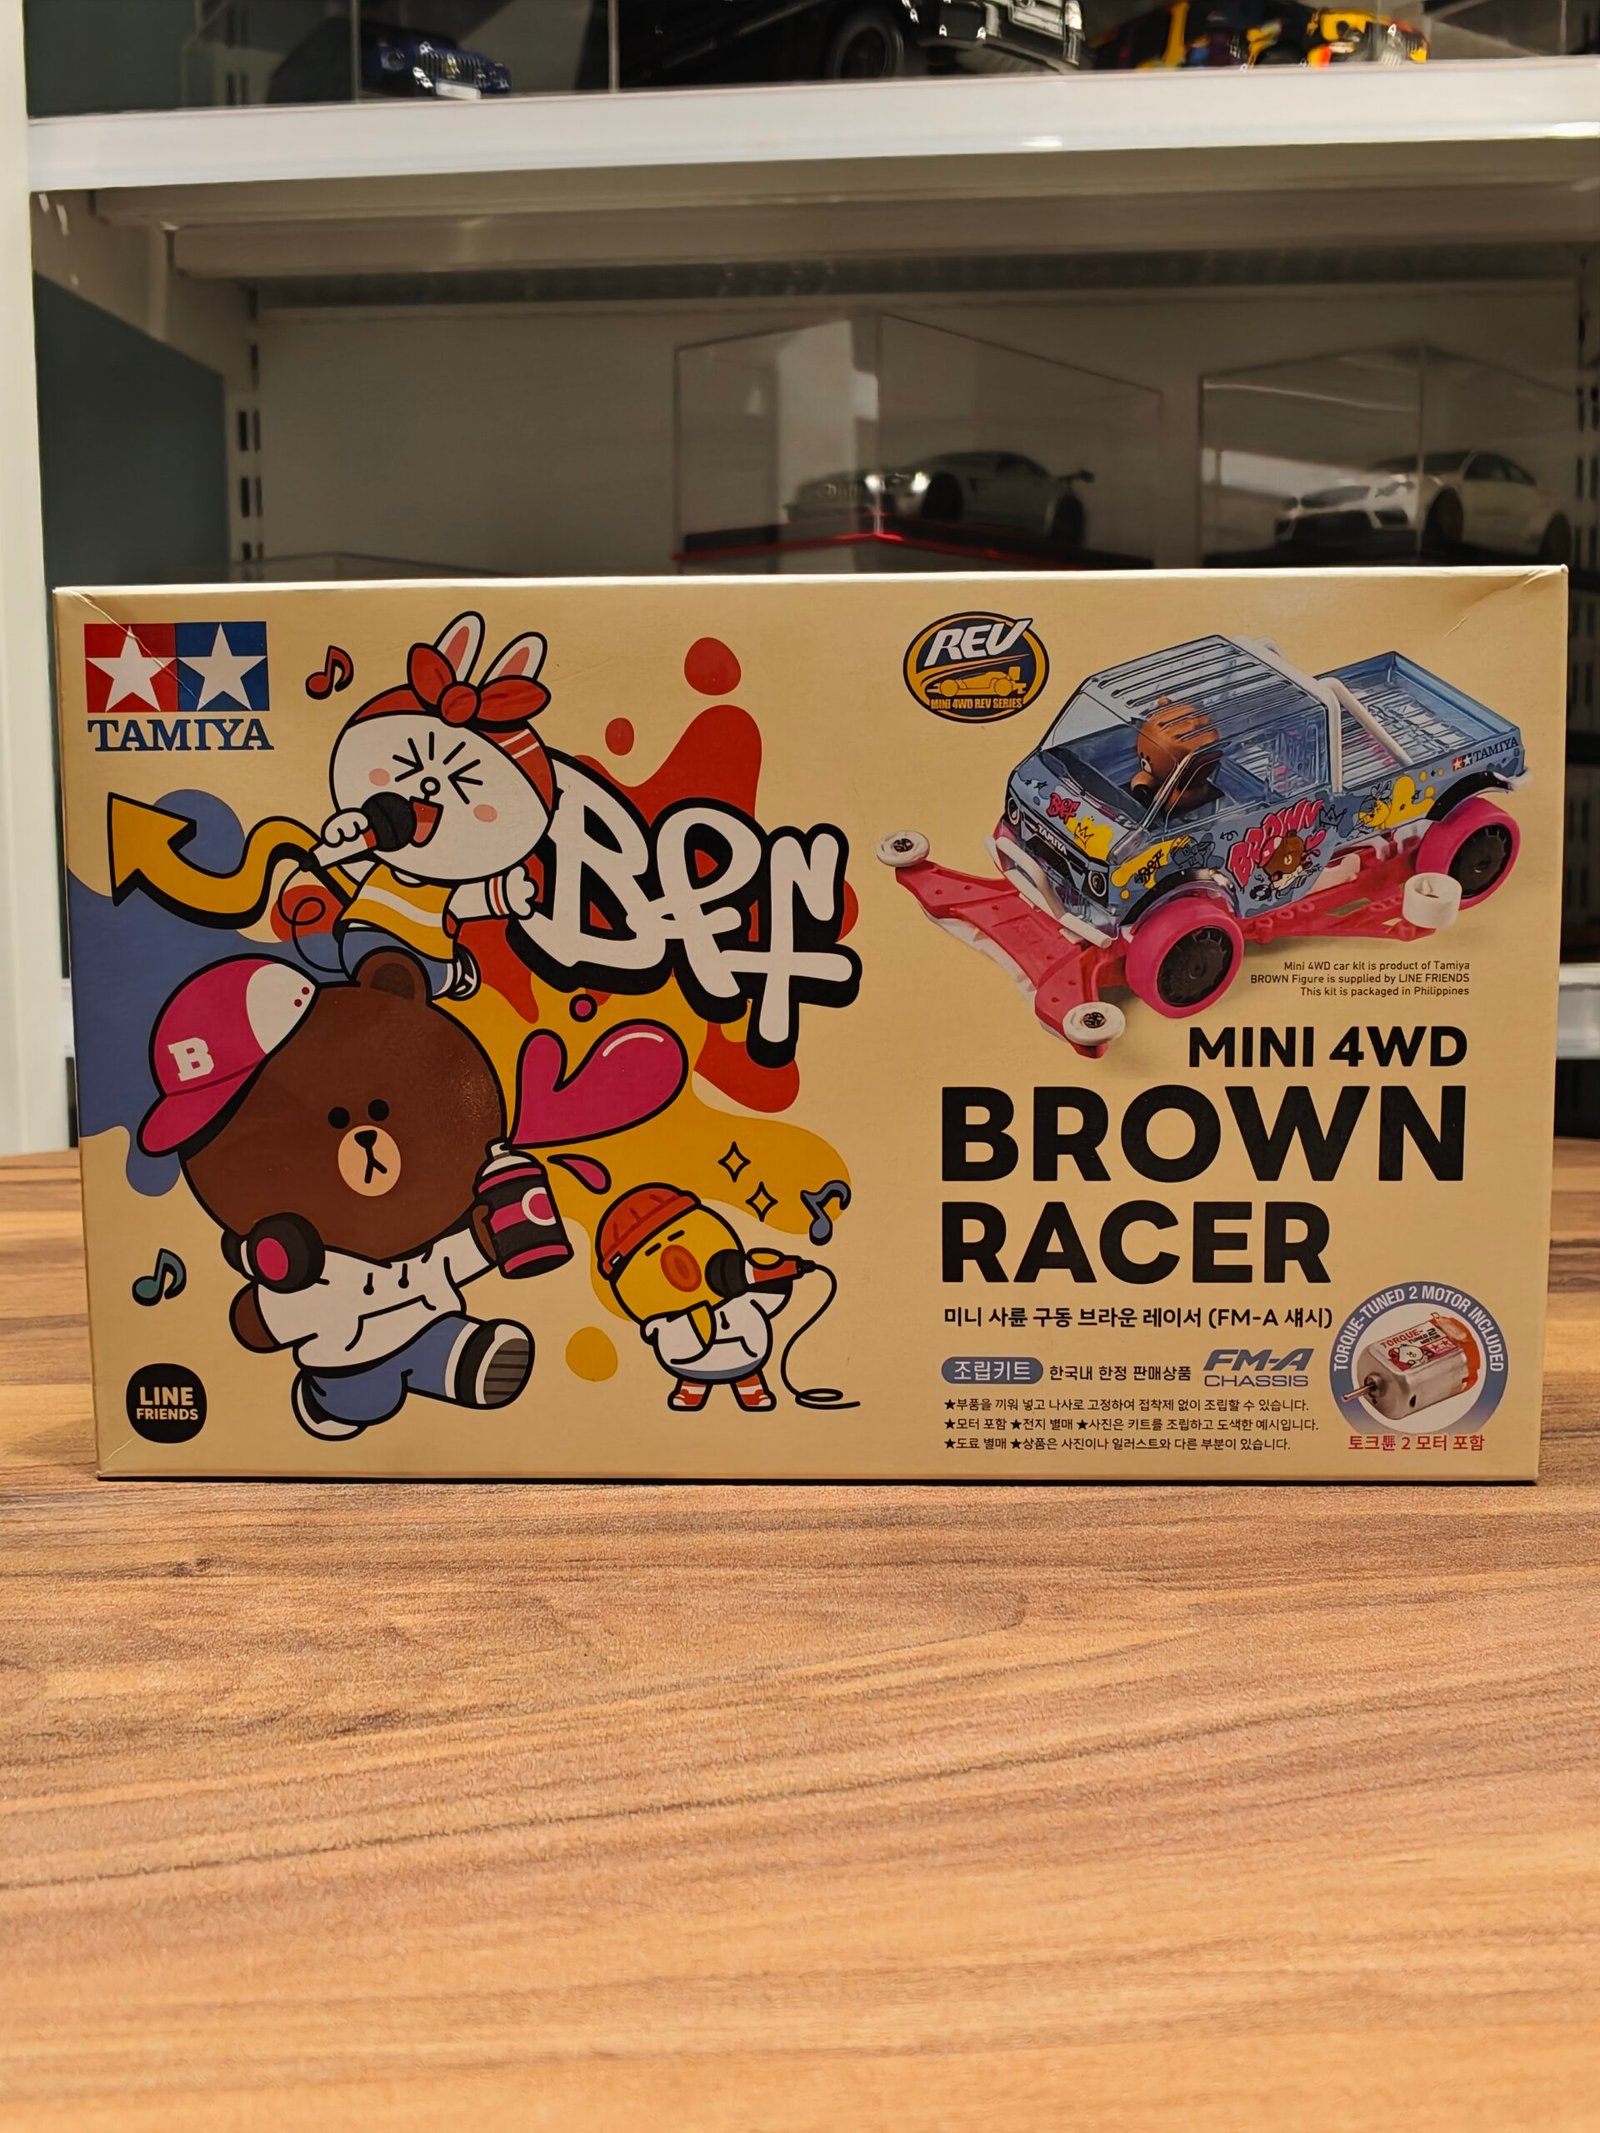 TAMIYA
BFF
B
LINE
FRIENDS
REV
MINI 4WD REV SERIES
BFF
TAMIYA
BROWN
TAMIYA
Mini 4WD car kit is product of Tamiya
BROWN Figure is supplied by LINE FRIENDS
This kit is packaged in Philippines
MINI 4WD
BROWN
RACER
미니 사륜 구동 브라운 레이서 (FM-A 섀시)
조립키트 한국내 한정 판매상품 FM-A
CHASSIS
★부품을 끼워 넣고 나사로 고정하여 접착제 없이 조립할 수 있습니다.
★모터 포함 ★전지 별매 ★사진은 키트를 조립하고 도색한 예시입니다.
★도료 별매 ★상품은 사진이나 일러스트와 다른 부분이 있습니다.
TORQUE-TUNED 2 MOTOR INCLUDED
TORQUE-
TUNED 2
MOTOR
토크튠 2 모터 포함